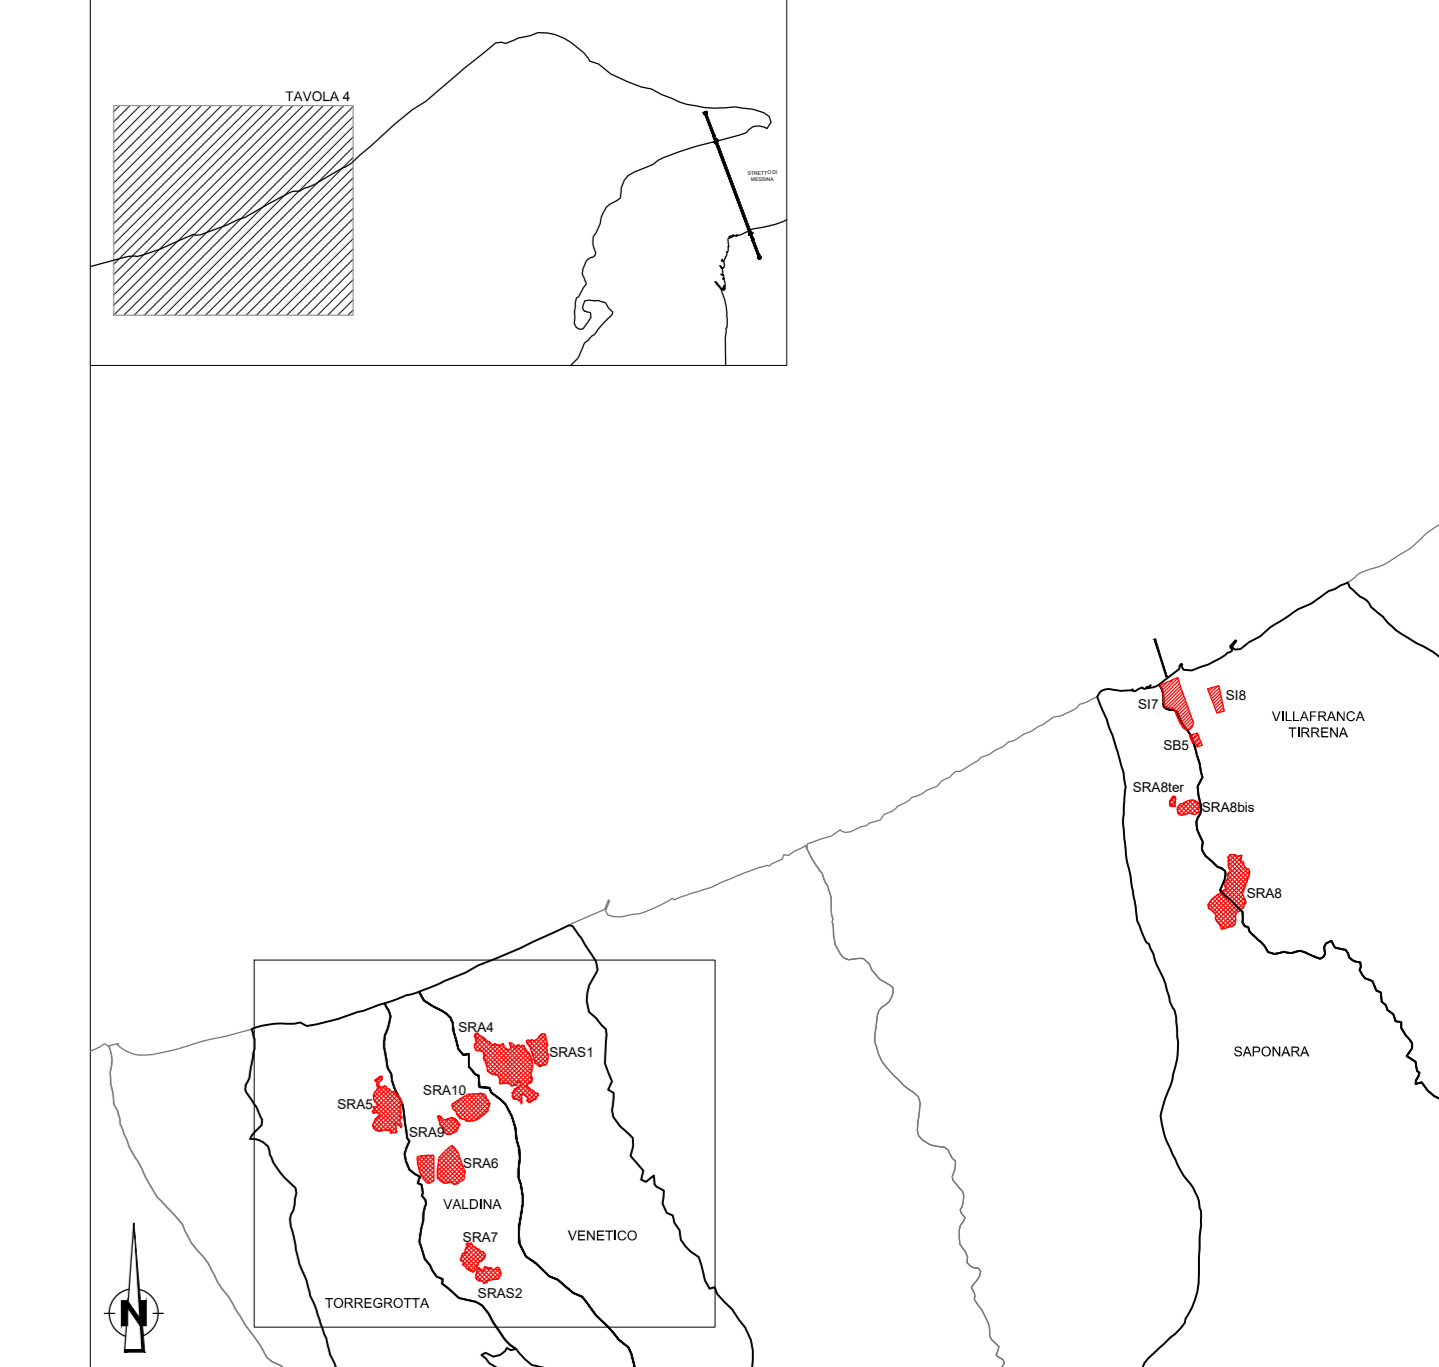 TAVOLA 4
STRETTO DI
MESSINA
SI7
SI8
VILLAFRANCA
TIRRENA
SB5
SRA8ter
SRA8bis
SRA8
SRA4
SRAS1
SAPONARA
SRA10
SRA5
SRA9
SRA6
VALDINA
VENETICO
SRA7
SRAS2
TORREGROTTA
N